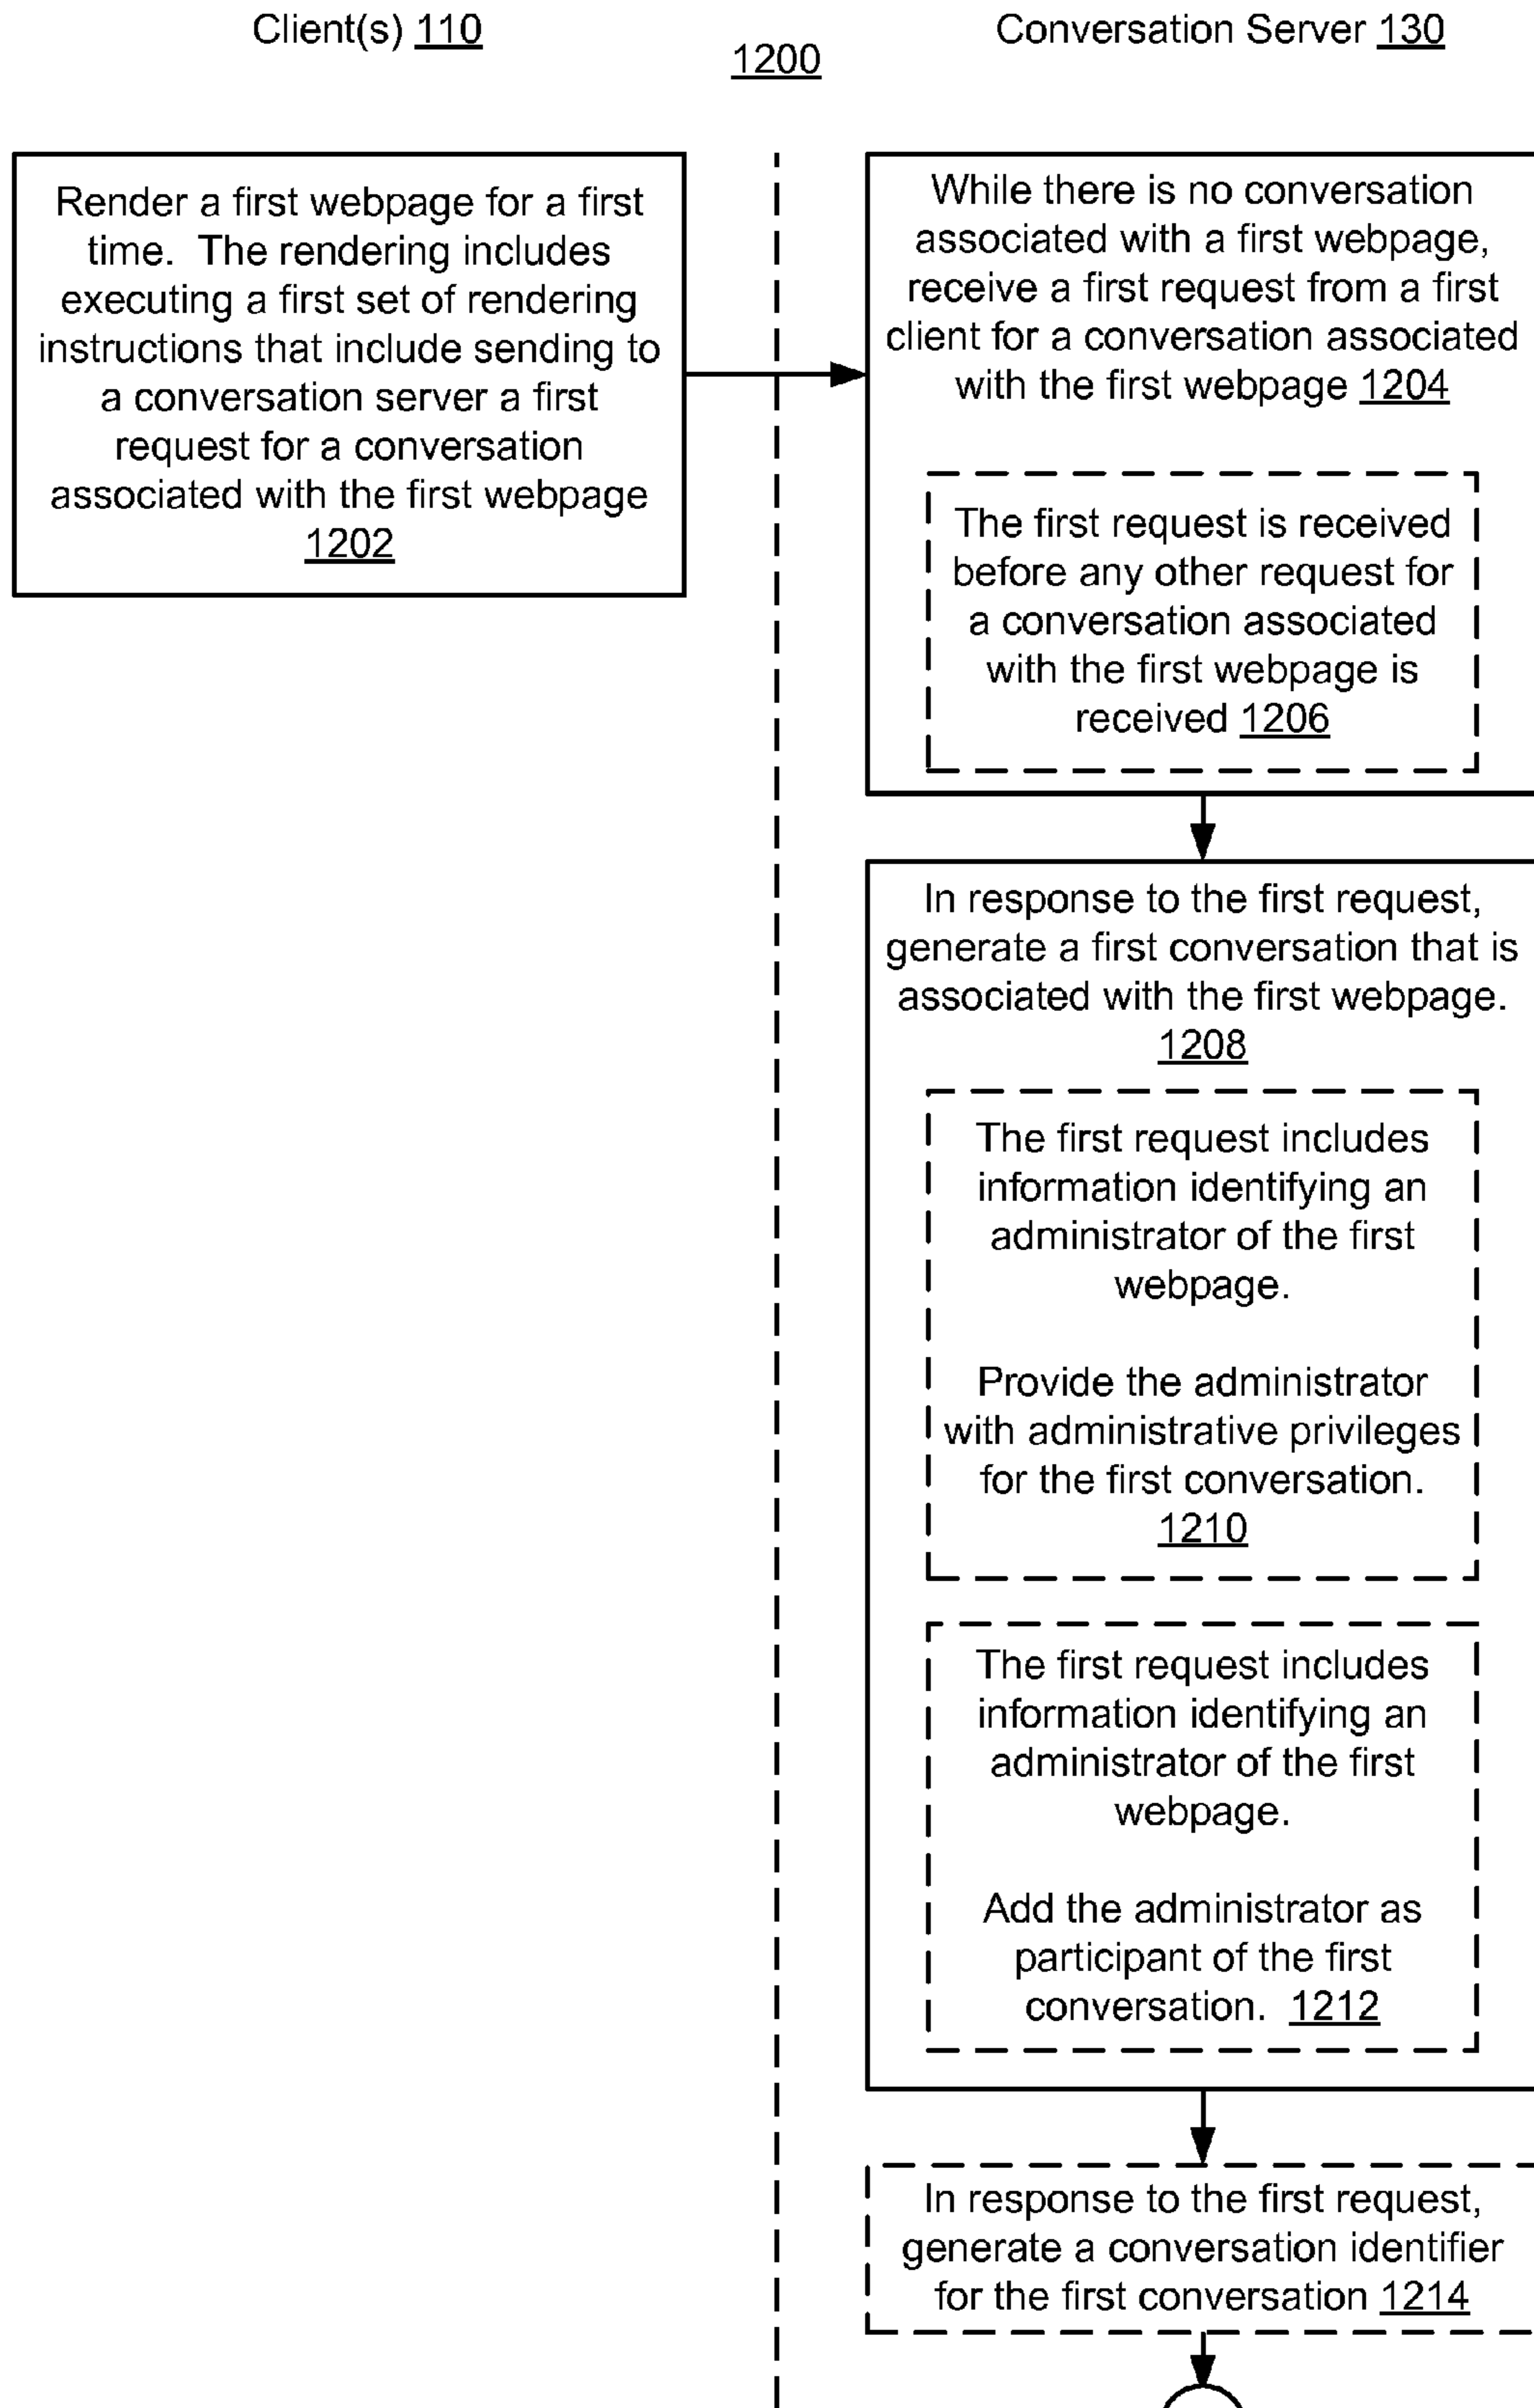 Client(s) 110
Conversation Server 130
1200
Render a first webpage for a first
time. The rendering includes
executing a first set of rendering
instructions that include sending to
a conversation server a first
request for a conversation
associated with the first webpage
1202
While there is no conversation
associated with a first webpage,
receive a first request from a first
client for a conversation associated
with the first webpage 1204
The first request is received
before any other request for
a conversation associated
with the first webpage is
received 1206
In response to the first request,
generate a first conversation that is
associated with the first webpage.
1208
The first request includes
information identifying an
administrator of the first
webpage.
Provide the administrator
with administrative privileges
for the first conversation.
1210
The first request includes
information identifying an
administrator of the first
webpage.
Add the administrator as
participant of the first
conversation. 1212
In response to the first request,
generate a conversation identifier
for the first conversation 1214